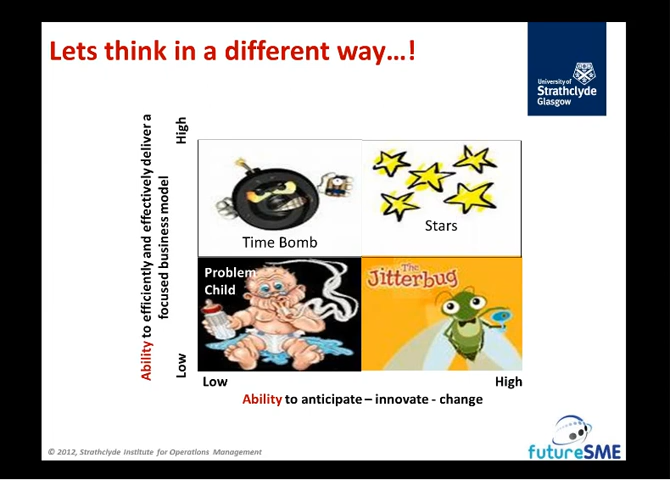 Lets think in a different way...!
University of
Strathclyde
Glasgow
Ability to efficiently and effectively deliver a
focused business model
High
Low
Time Bomb
Stars
Problem
Child
The
Jitterbug
Low
High
Ability to anticipate – innovate - change
© 2012, Strathclyde Institute for Operations Management
futureSME